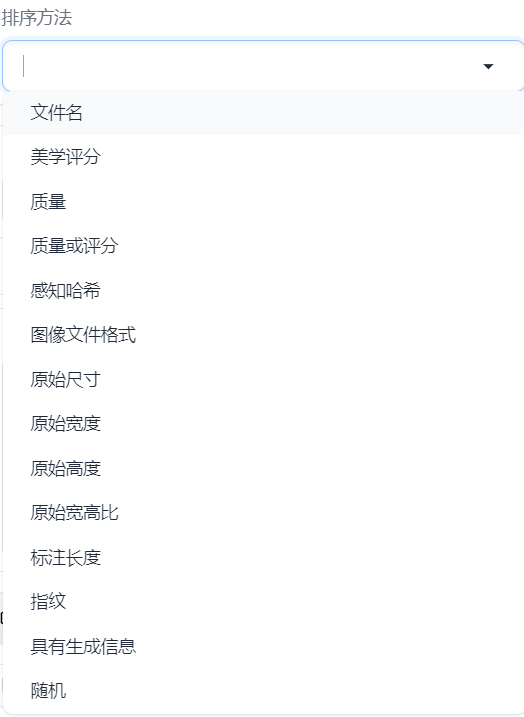 排序方法
文件名
美学评分
质量
质量或评分
感知哈希
图像文件格式
原始尺寸
原始宽度
原始高度
原始宽高比
标注长度
指纹
具有生成信息
随机